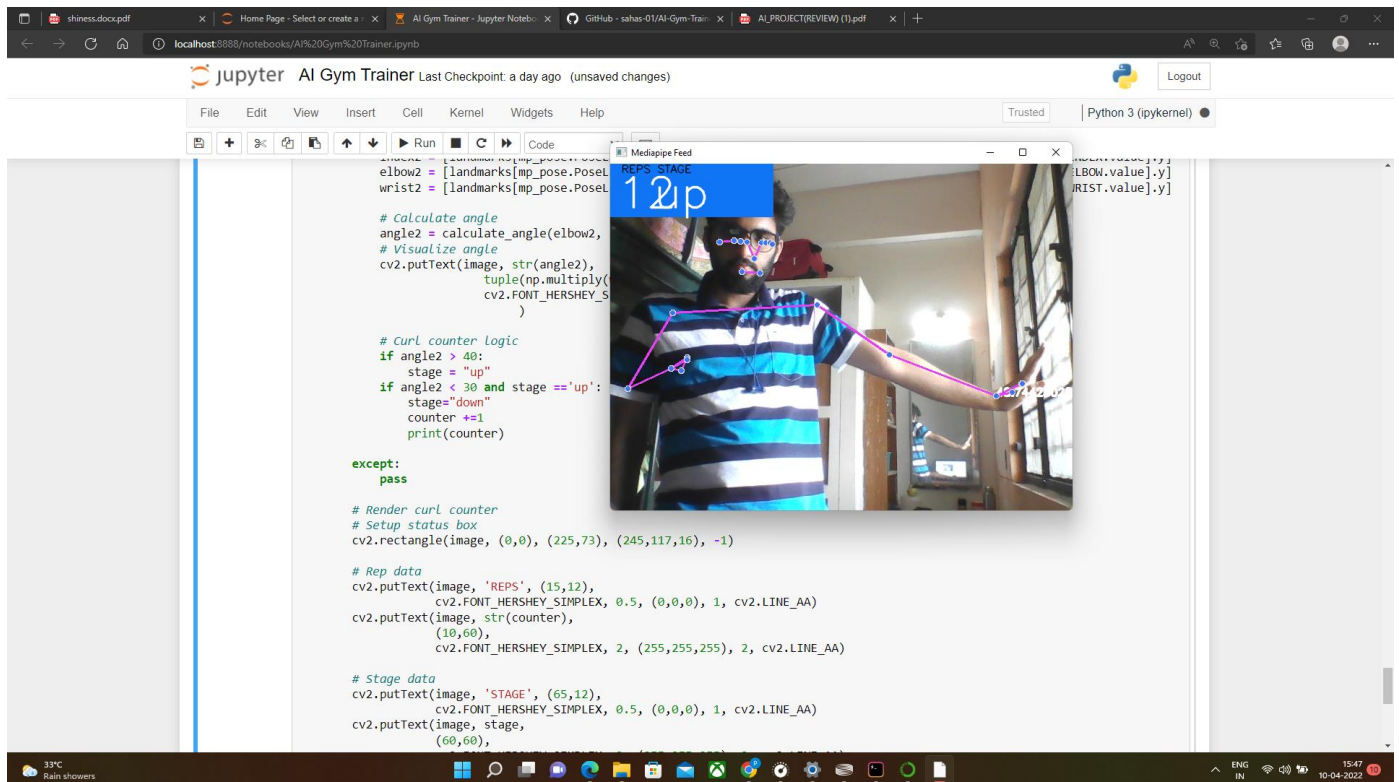 shiness.docx.pdf
Home Page - Select or create a n
AI Gym Trainer - Jupyter Notebo
GitHub - sahas-01/AI-Gym-Train
AI_PROJECT(REVIEW) (1).pdf
localhost:8888/notebooks/AI%20Gym%20Trainer.ipynb
jupyter AI Gym Trainer Last Checkpoint: a day ago (unsaved changes)
Logout
File Edit View Insert Cell Kernel Widgets Help
Trusted Python 3 (ipykernel)
Run Code
Mediapipe Feed
REPS STAGE
12up
elbow2 = [landmarks[mp_pose.PoseL
LBOW.value].y]
wrist2 = [landmarks[mp_pose.PoseL
RIST.value].y]
# Calculate angle
angle2 = calculate_angle(elbow2,
# Visualize angle
cv2.putText(image, str(angle2),
tuple(np.multiply(
cv2.FONT_HERSHEY_S
)
# Curl counter logic
if angle2 > 40:
stage = "up"
if angle2 < 30 and stage =='up':
stage="down"
counter +=1
print(counter)
except:
pass
# Render curl counter
# Setup status box
cv2.rectangle(image, (0,0), (225,73), (245,117,16), -1)
# Rep data
cv2.putText(image, 'REPS', (15,12),
cv2.FONT_HERSHEY_SIMPLEX, 0.5, (0,0,0), 1, cv2.LINE_AA)
cv2.putText(image, str(counter),
(10,60),
cv2.FONT_HERSHEY_SIMPLEX, 2, (255,255,255), 2, cv2.LINE_AA)
# Stage data
cv2.putText(image, 'STAGE', (65,12),
cv2.FONT_HERSHEY_SIMPLEX, 0.5, (0,0,0), 1, cv2.LINE_AA)
cv2.putText(image, stage,
(60,60),
33°C
Rain showers
ENG
IN
15:47
10-04-2022
10